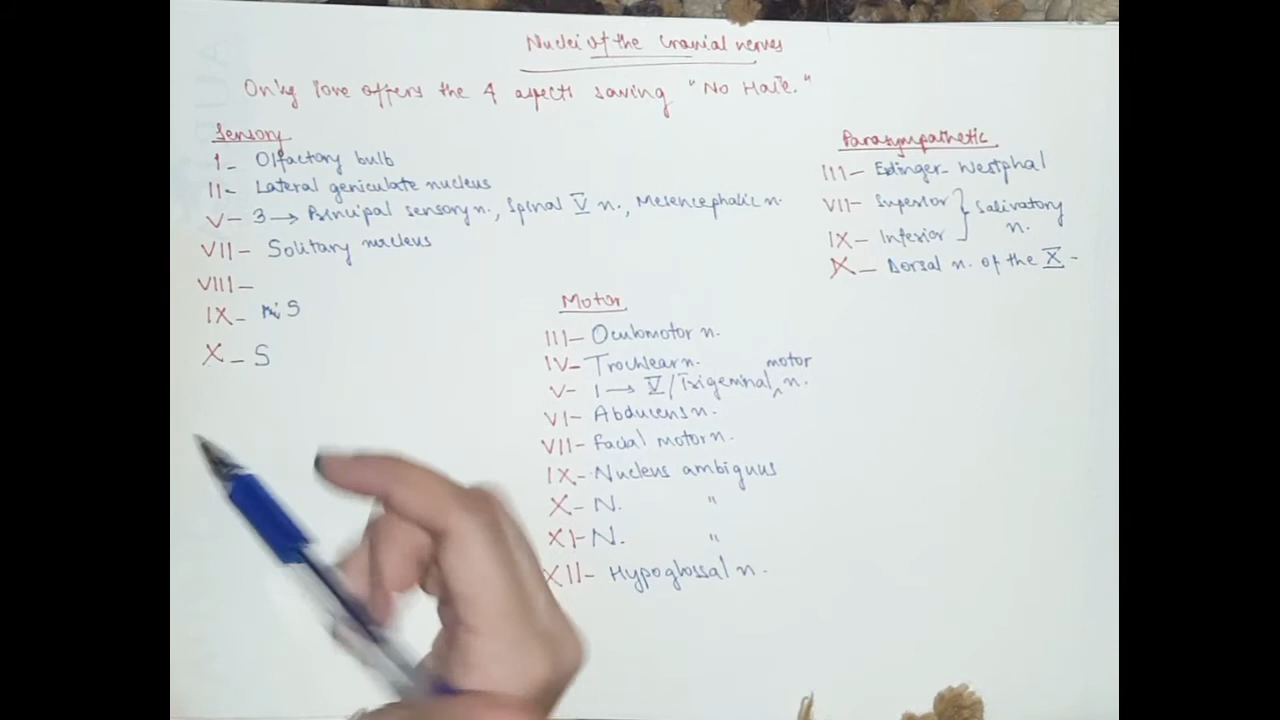 Nuclei of the cranial nerves
Only love offers the 4 aspects saving "No Hate."
Sensory
I- Olfactory bulb
II- Lateral geniculate nucleus
V- 3 → Principal sensory n., Spinal V n., Mesencephalic n.
VII- Solitary nucleus
VIII-
IX- S
X- S
Motor
III- Oculomotor n.
IV- Trochlear n.
V- 1 → V/Trigeminal motor n.
VI- Abducens n.
VII- Facial motor n.
IX- Nucleus ambiguus
X- N. "
XI- N. "
XII- Hypoglossal n.
Parasympathetic
III- Edinger-Westphal
VII- Superior } Salivatory
IX- Inferior } n.
X- Dorsal n. of the X-